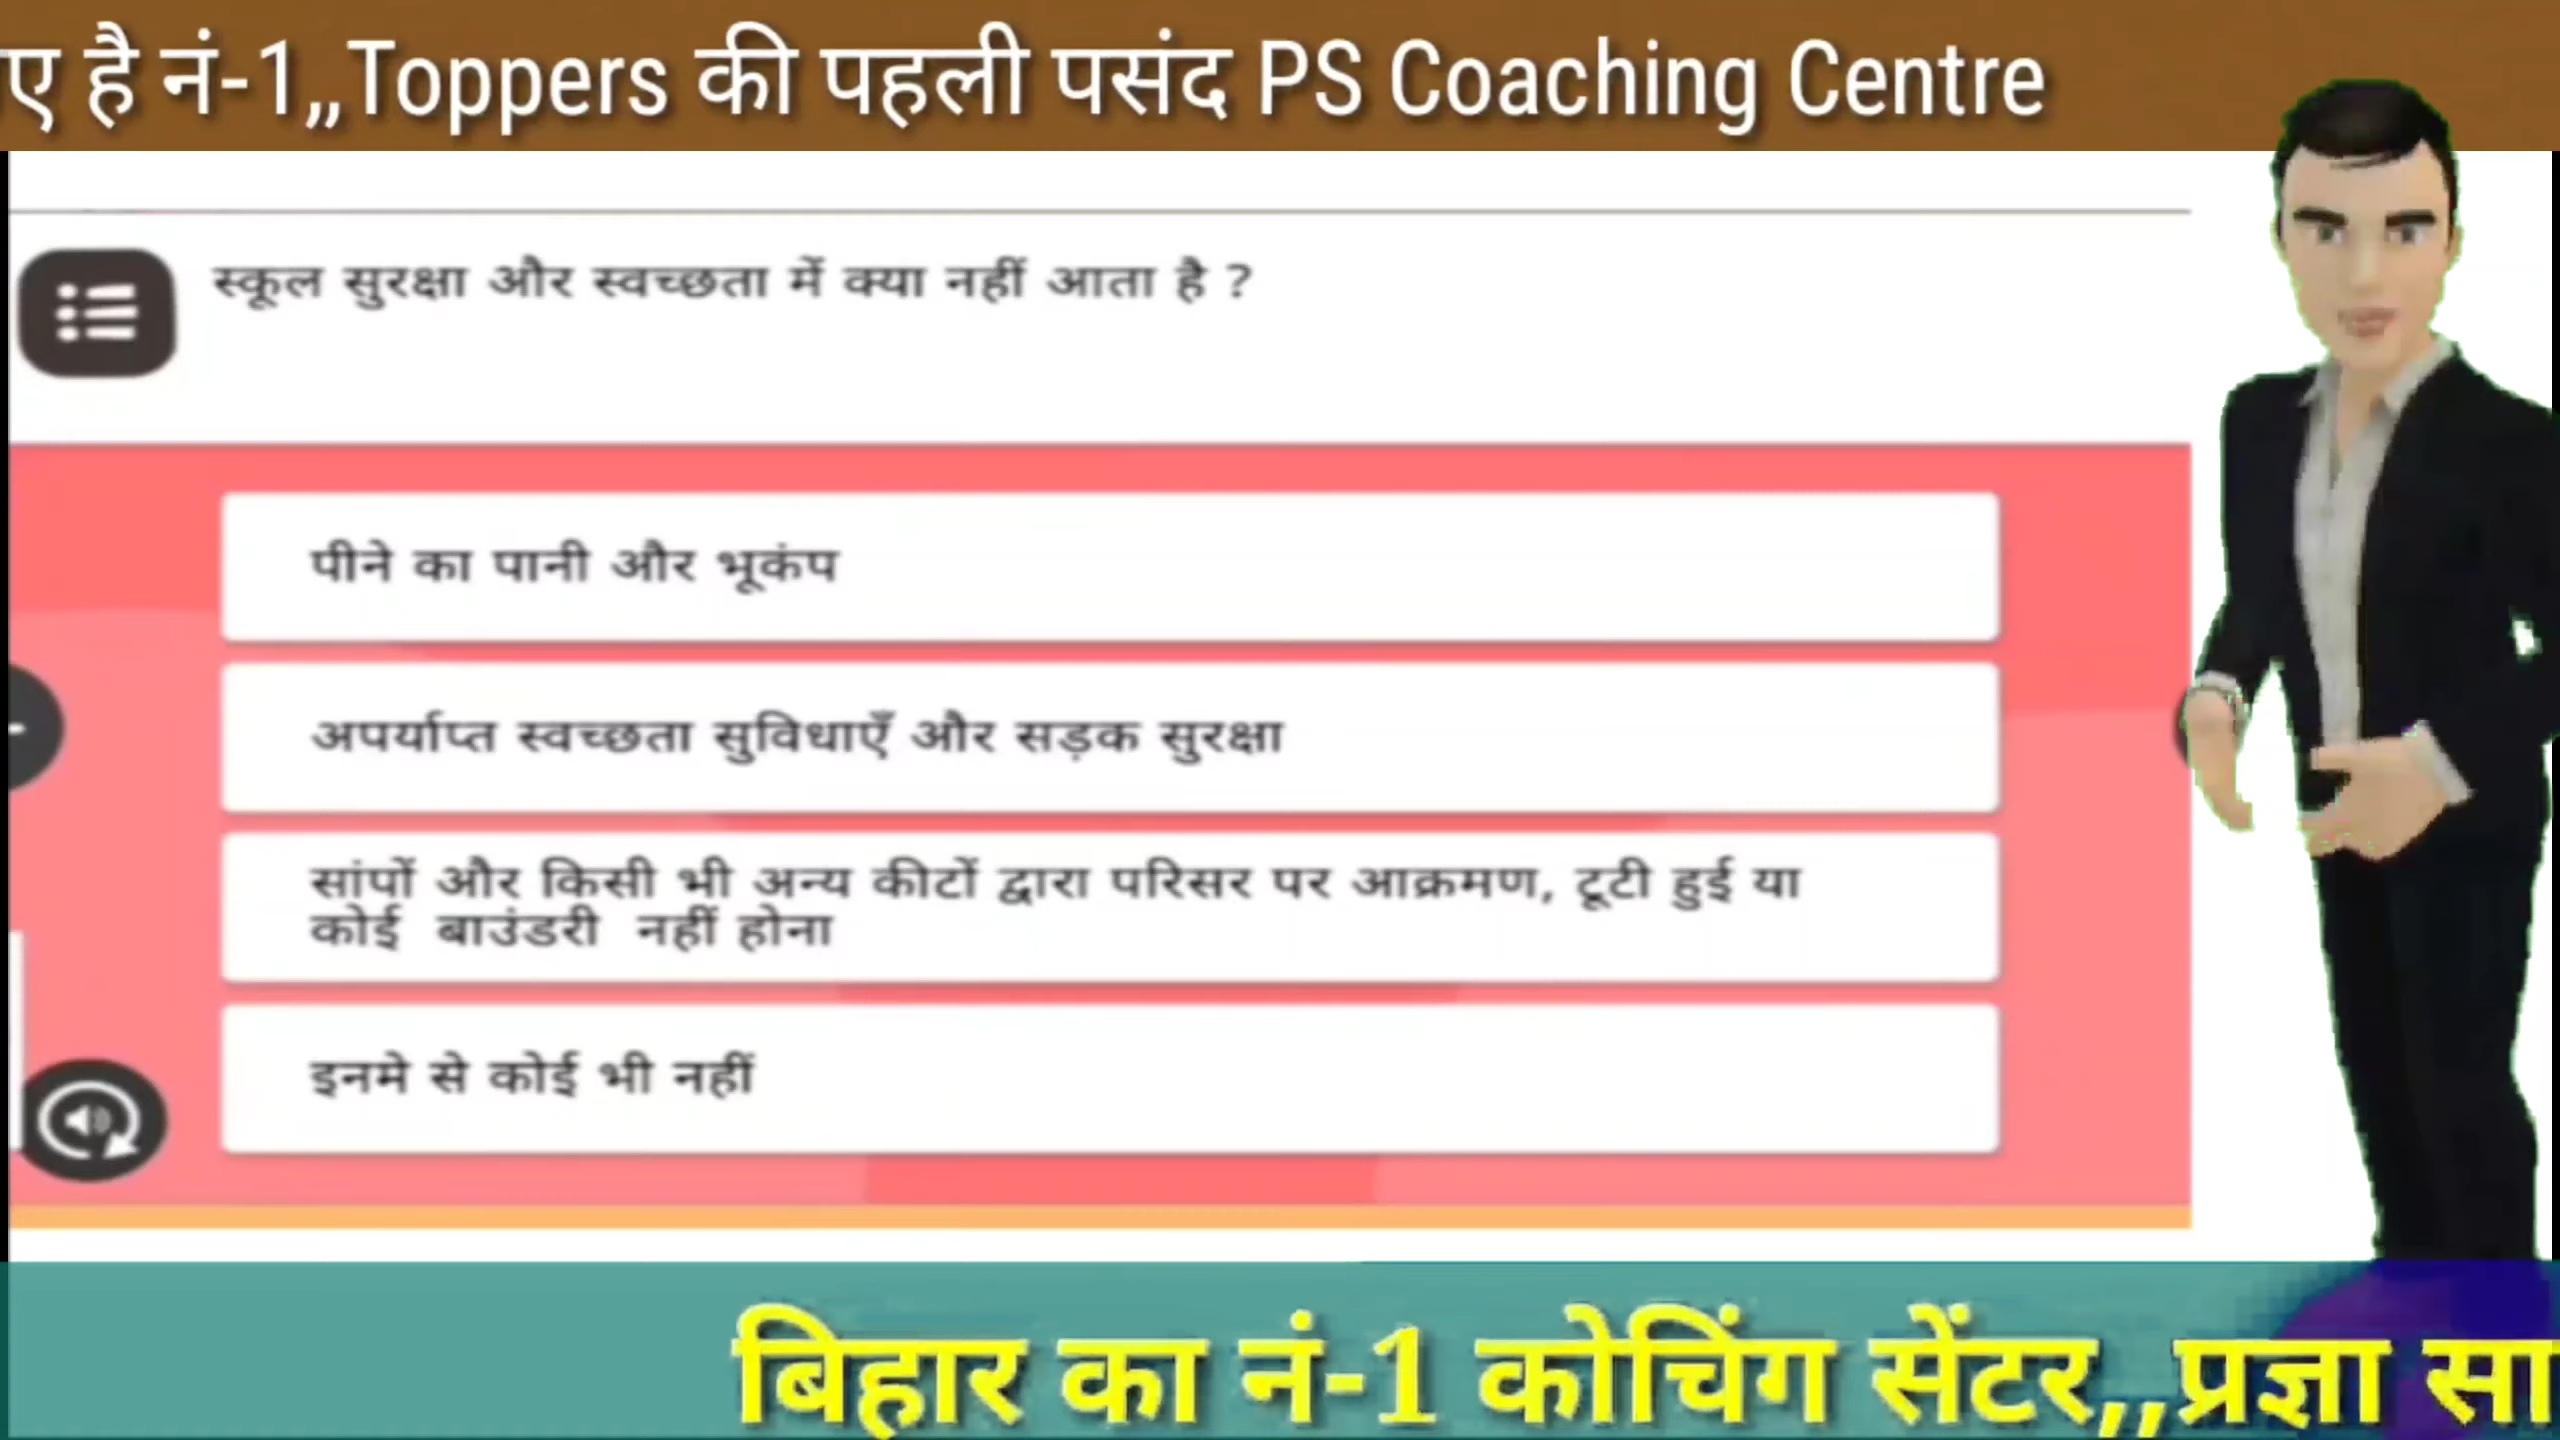 ए है नं-1,,Toppers की पहली पसंद PS Coaching Centre
स्कूल सुरक्षा और स्वच्छता में क्या नहीं आता है ?
पीने का पानी और भूकंप
अपर्याप्त स्वच्छता सुविधाएँ और सड़क सुरक्षा
सांपों और किसी भी अन्य कीटों द्वारा परिसर पर आक्रमण, टूटी हुई या
कोई बाउंडरी नहीं होना
इनमे से कोई भी नहीं
बिहार का नं-1 कोचिंग सेंटर,,प्रज्ञा सा